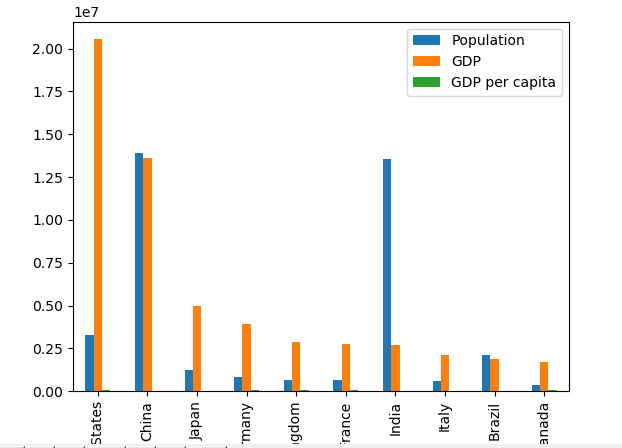 1e7
2.00
1.75
1.50
1.25
1.00
0.75
0.50
0.25
0.00
Population
GDP
GDP per capita
States
China
Japan
rmany
ngdom
rance
India
Italy
Brazil
anada